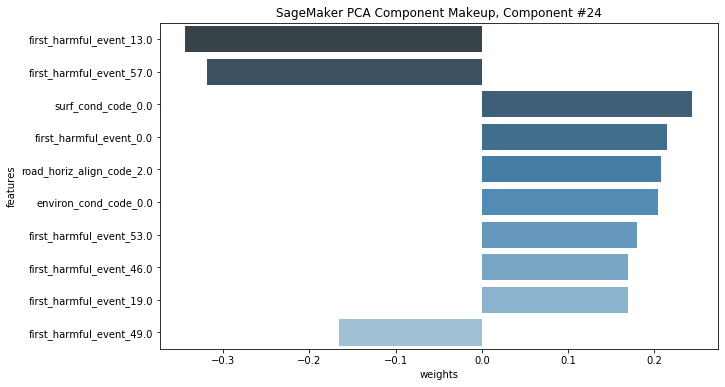 SageMaker PCA Component Makeup, Component #24
features
first_harmful_event_13.0
first_harmful_event_57.0
surf_cond_code_0.0
first_harmful_event_0.0
road_horiz_align_code_2.0
environ_cond_code_0.0
first_harmful_event_53.0
first_harmful_event_46.0
first_harmful_event_19.0
first_harmful_event_49.0
−0.3 −0.2 −0.1 0.0 0.1 0.2
weights